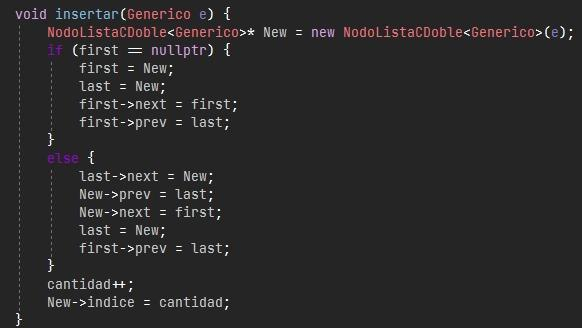 void insertar(Generico e) {
NodoListaCDoble<Generico>* New = new NodoListaCDoble<Generico>(e);
if (first == nullptr) {
first = New;
last = New;
first->next = first;
first->prev = last;
}
else {
last->next = New;
New->prev = last;
New->next = first;
last = New;
first->prev = last;
}
cantidad++;
New->indice = cantidad;
}